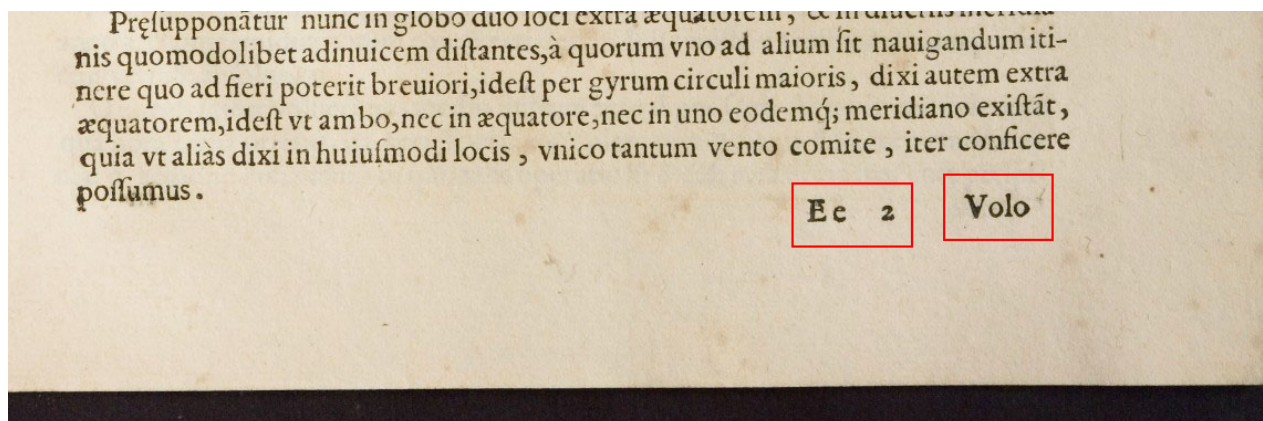 Pręſupponãtur nunc in globo duo loci extra æquatorem, & in diuerſis meridia-
nis quomodolibet adinuicem diſtantes,à quorum vno ad alium ſit nauigandum iti-
nere quo ad fieri poterit breuiori,ideſt per gyrum circuli maioris, dixi autem extra
æquatorem,ideſt vt ambo,nec in æquatore,nec in uno eodemq́; meridiano exiſtãt,
quia vt aliàs dixi in huiuſmodi locis, vnico tantum vento comite, iter conficere
poſſumus.
Ee 2 Volo